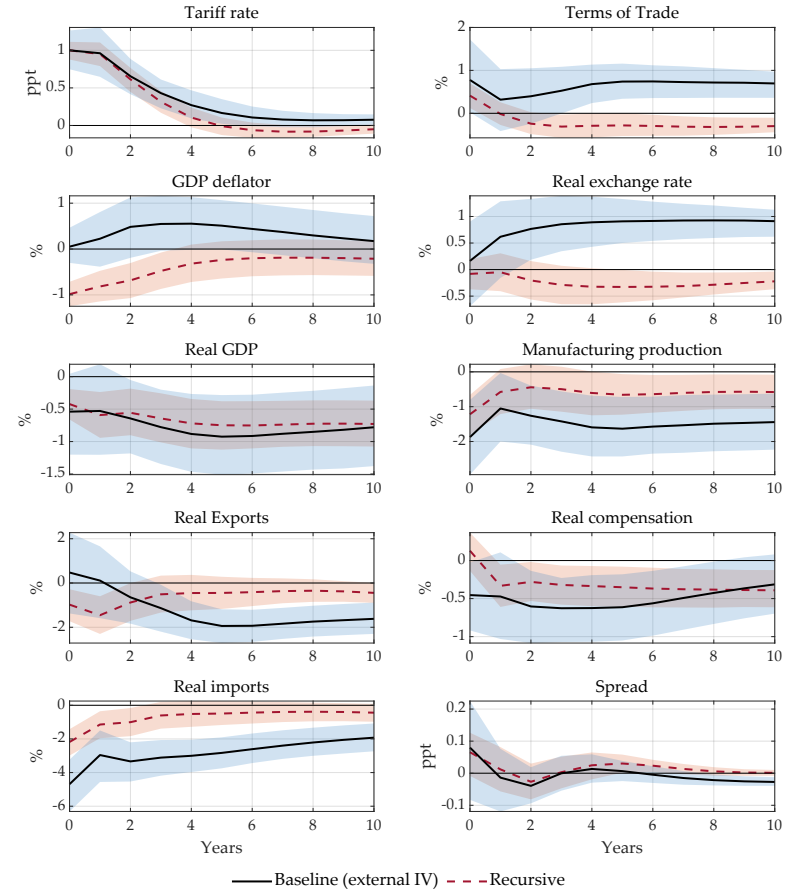 Tariff rate
ppt
1
0.5
0
0 2 4 6 8 10
Terms of Trade
%
2
1
0
0 2 4 6 8 10
GDP deflator
%
1
0
-1
0 2 4 6 8 10
Real exchange rate
%
1
0.5
0
-0.5
0 2 4 6 8 10
Real GDP
%
0
-0.5
-1
-1.5
0 2 4 6 8 10
Manufacturing production
%
0
-1
-2
0 2 4 6 8 10
Real Exports
%
2
0
-2
0 2 4 6 8 10
Real compensation
%
0
-0.5
-1
0 2 4 6 8 10
Real imports
%
0
-2
-4
-6
0 2 4 6 8 10
Years
Spread
ppt
0.2
0.1
0
-0.1
0 2 4 6 8 10
Years
Baseline (external IV) Recursive